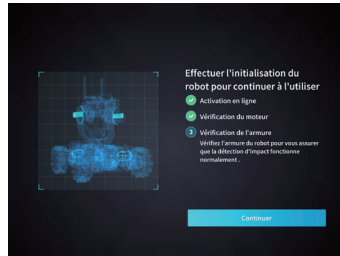 Effectuer l'initialisation du
robot pour continuer à l'utiliser
Activation en ligne
Vérification du moteur
3 Vérification de l'armure
Vérifiez l'armure du robot pour vous assurer
que la détection d'impact fonctionne
normalement .
Continuer